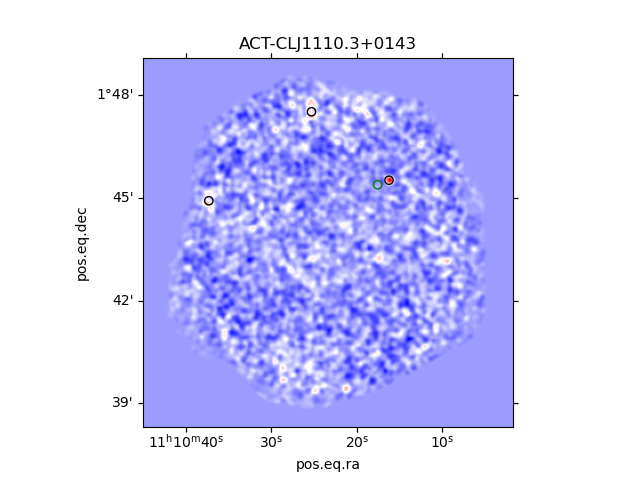 ACT-CLJ1110.3+0143
1°48'
45'
42'
39'
11ʰ10ᵐ40ˢ 30ˢ 20ˢ 10ˢ
pos.eq.ra
pos.eq.dec